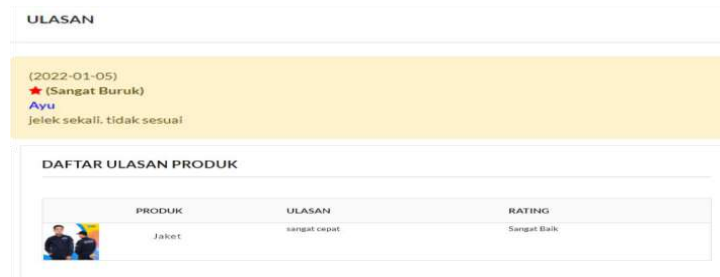 ULASAN
(2022-01-05)
(Sangat Buruk)
Ayu
jelek sekali. tidak sesuai
DAFTAR ULASAN PRODUK
PRODUK ULASAN RATING
Jaket sangat cepat Sangat Baik